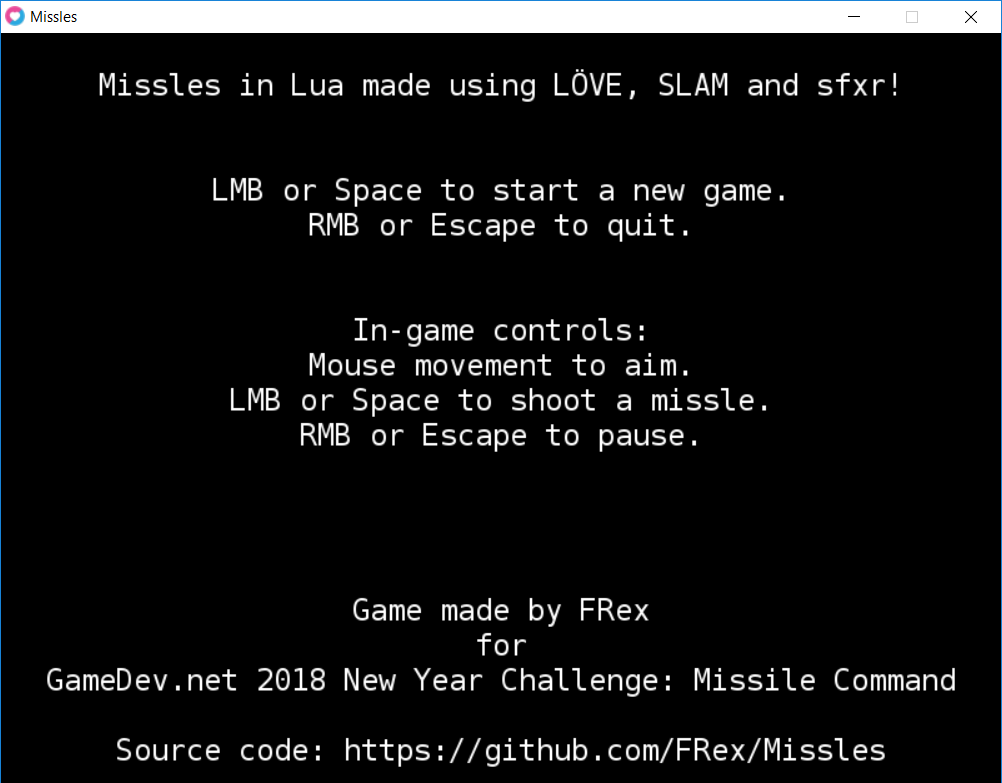 Missles
Missles in Lua made using LÖVE, SLAM and sfxr!
LMB or Space to start a new game.
RMB or Escape to quit.
In-game controls:
Mouse movement to aim.
LMB or Space to shoot a missle.
RMB or Escape to pause.
Game made by FRex
for
GameDev.net 2018 New Year Challenge: Missile Command
Source code: https://github.com/FRex/Missles